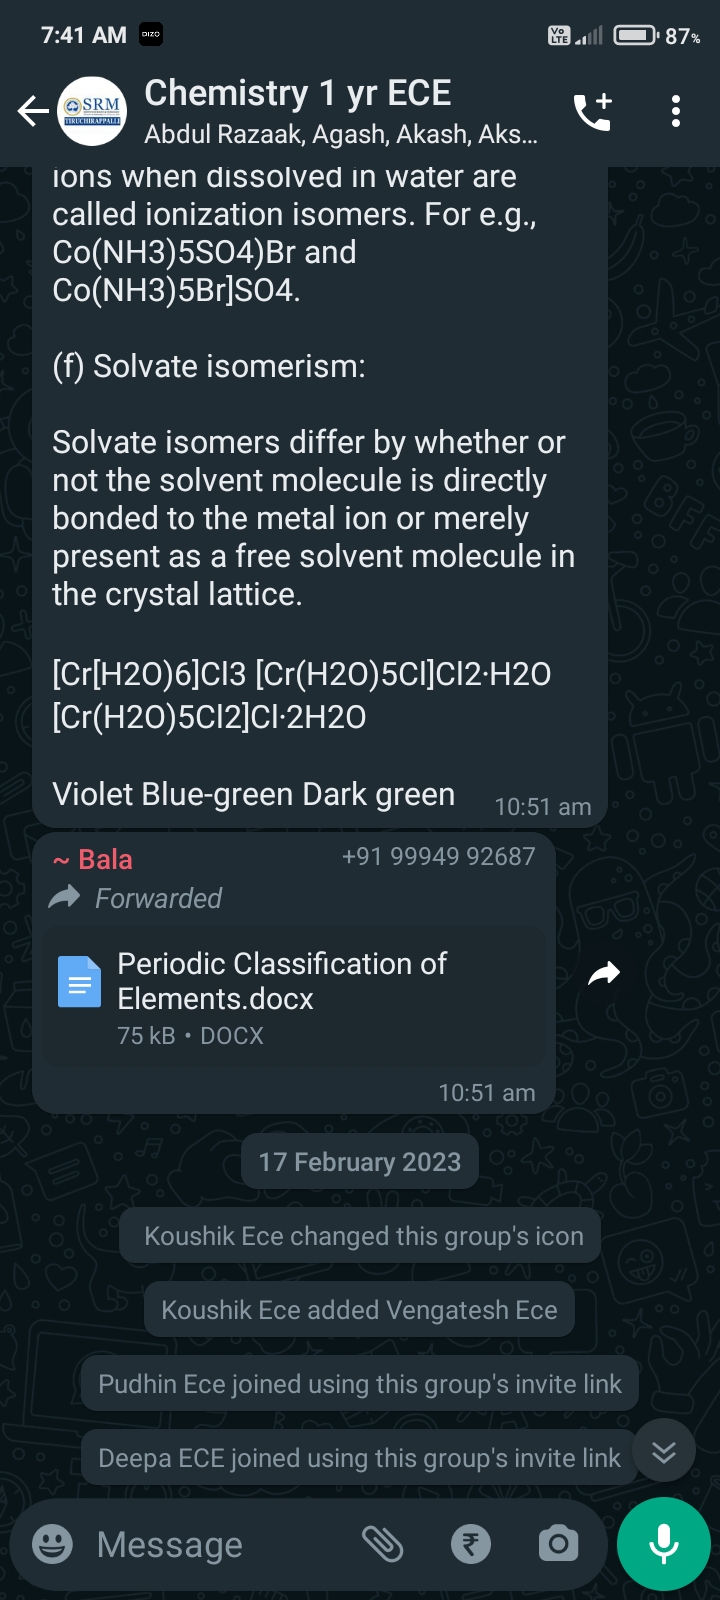 7:41 AM DIZO Vo LTE 87%
SRM
TIRUCHIRAPPALLI
Chemistry 1 yr ECE
Abdul Razaak, Agash, Akash, Aks...
ions when dissolved in water are
called ionization isomers. For e.g.,
Co(NH3)5SO4)Br and
Co(NH3)5Br]SO4.
(f) Solvate isomerism:
Solvate isomers differ by whether or
not the solvent molecule is directly
bonded to the metal ion or merely
present as a free solvent molecule in
the crystal lattice.
[Cr[H2O)6]Cl3 [Cr(H2O)5Cl]Cl2·H2O
[Cr(H2O)5Cl2]Cl·2H2O
Violet Blue-green Dark green 10:51 am
~ Bala +91 99949 92687
Forwarded
Periodic Classification of
Elements.docx
75 kB • DOCX
10:51 am
17 February 2023
Koushik Ece changed this group's icon
Koushik Ece added Vengatesh Ece
Pudhin Ece joined using this group's invite link
Deepa ECE joined using this group's invite link
Message ₹